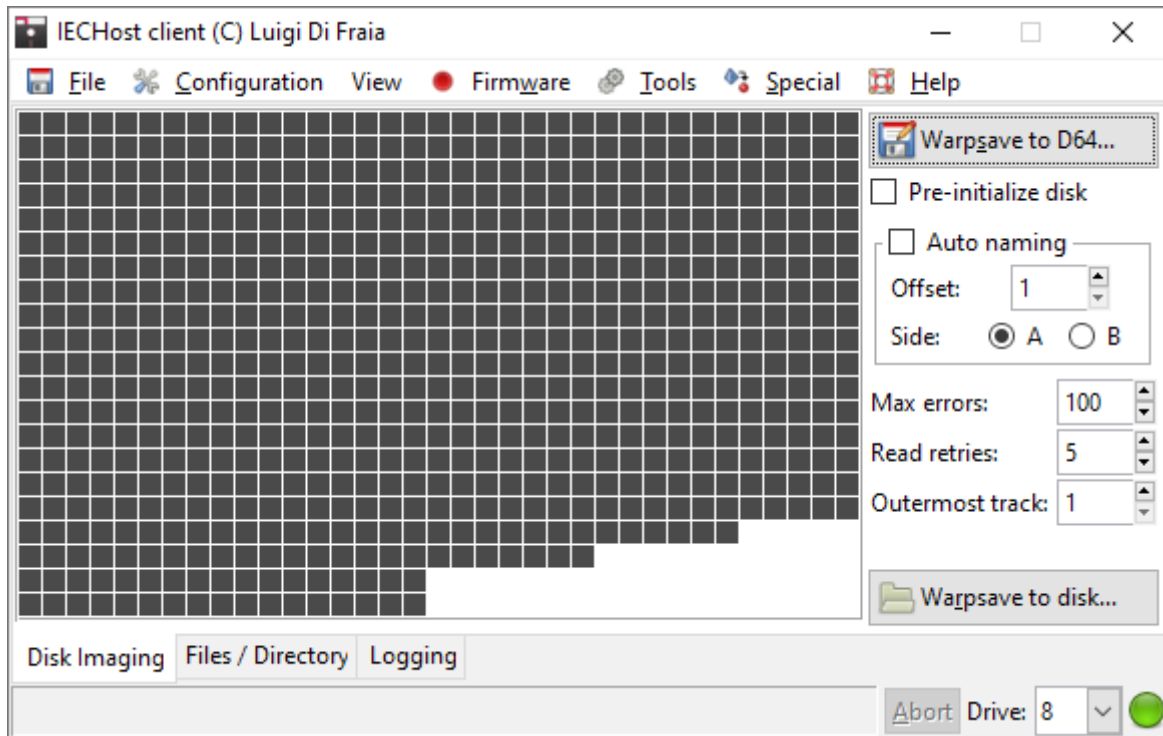 IECHost client (C) Luigi Di Fraia
File Configuration View Firmware Tools Special Help
Warpsave to D64...
Pre-initialize disk
Auto naming
Offset: 1
Side: A B
Max errors: 100
Read retries: 5
Outermost track: 1
Warpsave to disk...
Disk Imaging Files / Directory Logging
Abort Drive: 8